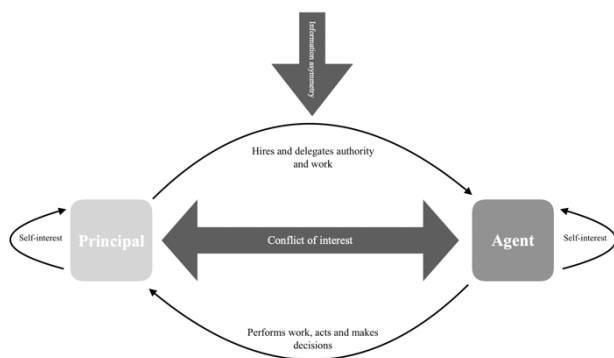 Information asymmetry
Hires and delegates authority
and work
Self-interest
Principal
Conflict of interest
Agent
Self-interest
Performs work, acts and makes
decisions